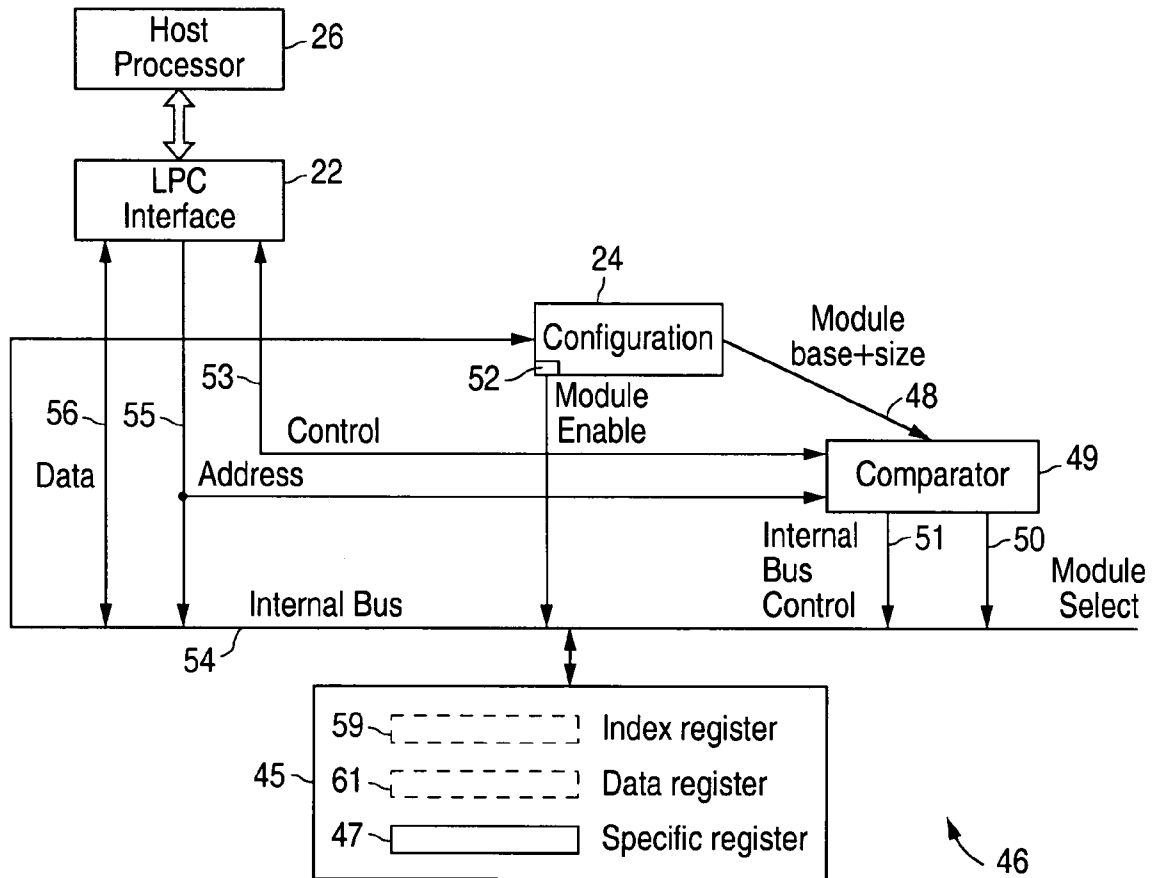 Host
Processor
26
LPC
Interface
22
24
Configuration
52
Module
base+size
48
53
56
55
Module
Enable
Control
Comparator
49
Data
Address
Internal
Bus
Control
51
50
Module
Select
Internal Bus
54
59
Index register
45
61
Data register
47
Specific register
46